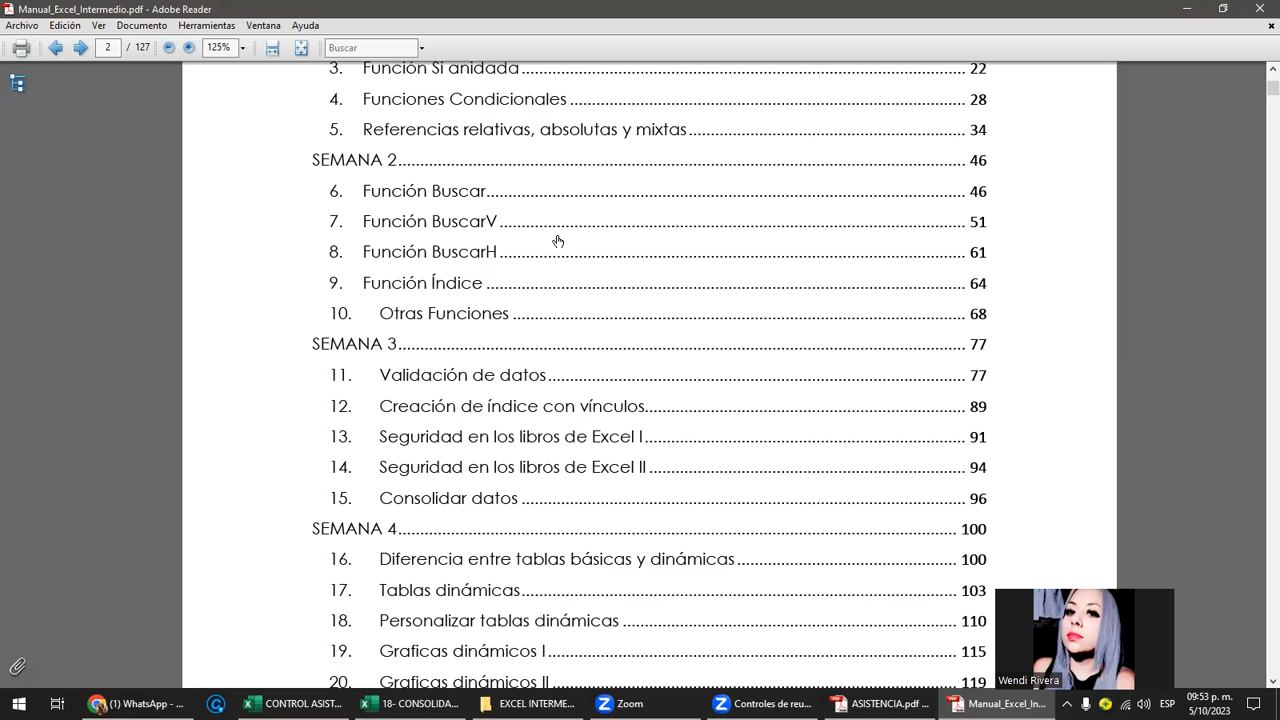 Manual_Excel_Intermedio.pdf - Adobe Reader
Archivo Edición Ver Documento Herramientas Ventana Ayuda
2 / 127 125% Buscar
3. Función Si anidada 22
4. Funciones Condicionales 28
5. Referencias relativas, absolutas y mixtas 34
SEMANA 2 46
6. Función Buscar 46
7. Función BuscarV 51
8. Función BuscarH 61
9. Función Índice 64
10. Otras Funciones 68
SEMANA 3 77
11. Validación de datos 77
12. Creación de índice con vínculos 89
13. Seguridad en los libros de Excel I 91
14. Seguridad en los libros de Excel II 94
15. Consolidar datos 96
SEMANA 4 100
16. Diferencia entre tablas básicas y dinámicas 100
17. Tablas dinámicas 103
18. Personalizar tablas dinámicas 110
19. Graficas dinámicos I 115
20. Graficas dinámicos II 119
Wendi Rivera
(1) WhatsApp - ... CONTROL ASIST... 18- CONSOLIDA... EXCEL INTERME... Zoom Controles de reu... ASISTENCIA.pdf ... Manual_Excel_In... ESP 09:53 p. m.
5/10/2023